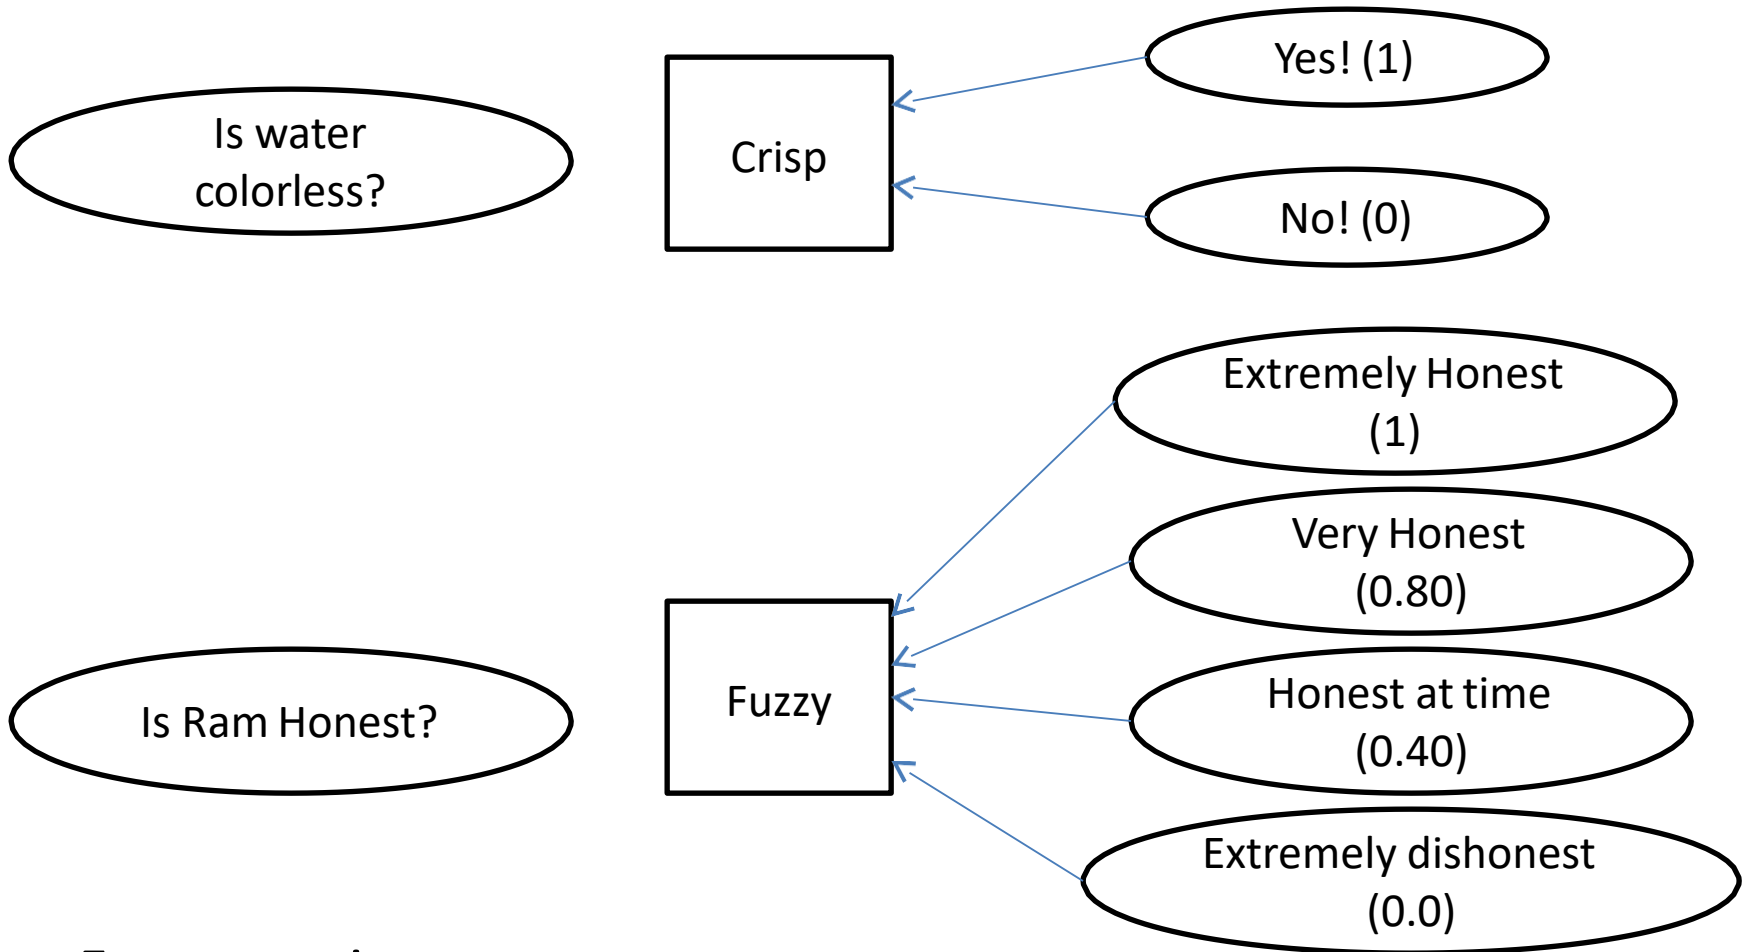 Is water
colorless?
Crisp
Yes! (1)
No! (0)
Is Ram Honest?
Fuzzy
Extremely Honest
(1)
Very Honest
(0.80)
Honest at time
(0.40)
Extremely dishonest
(0.0)